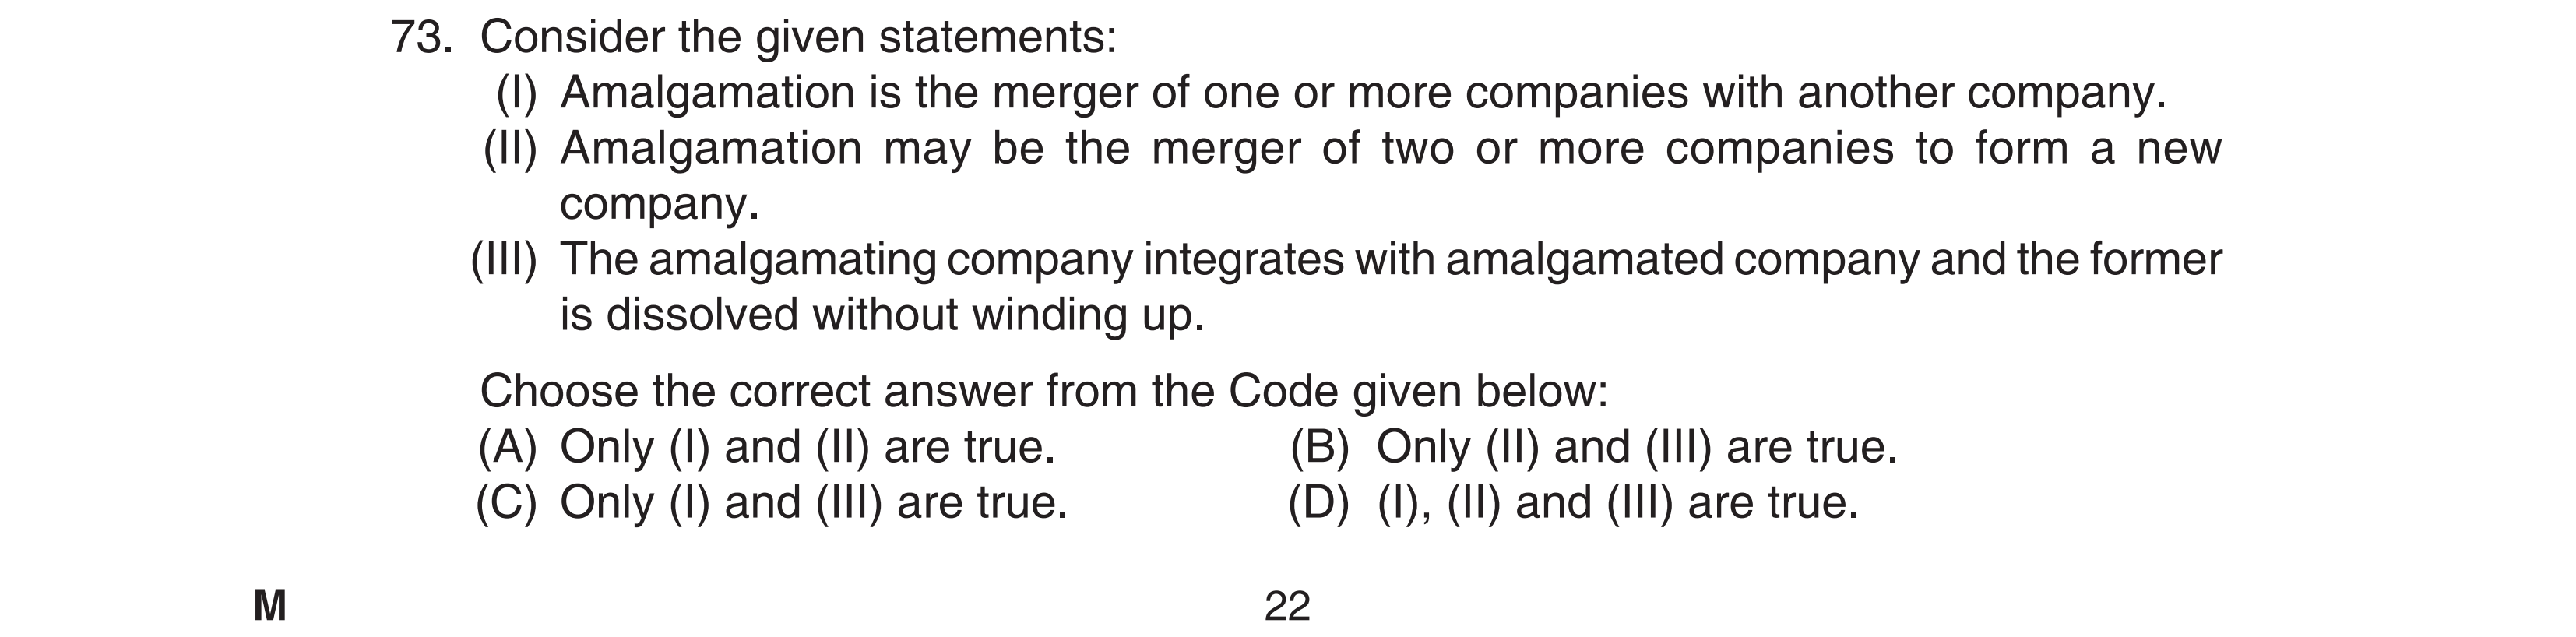 73. Consider the given statements:
(I) Amalgamation is the merger of one or more companies with another company.
(II) Amalgamation may be the merger of two or more companies to form a new
company.
(III) The amalgamating company integrates with amalgamated company and the former
is dissolved without winding up.
Choose the correct answer from the Code given below:
(A) Only (I) and (II) are true. (B) Only (II) and (III) are true.
(C) Only (I) and (III) are true. (D) (I), (II) and (III) are true.
M 22